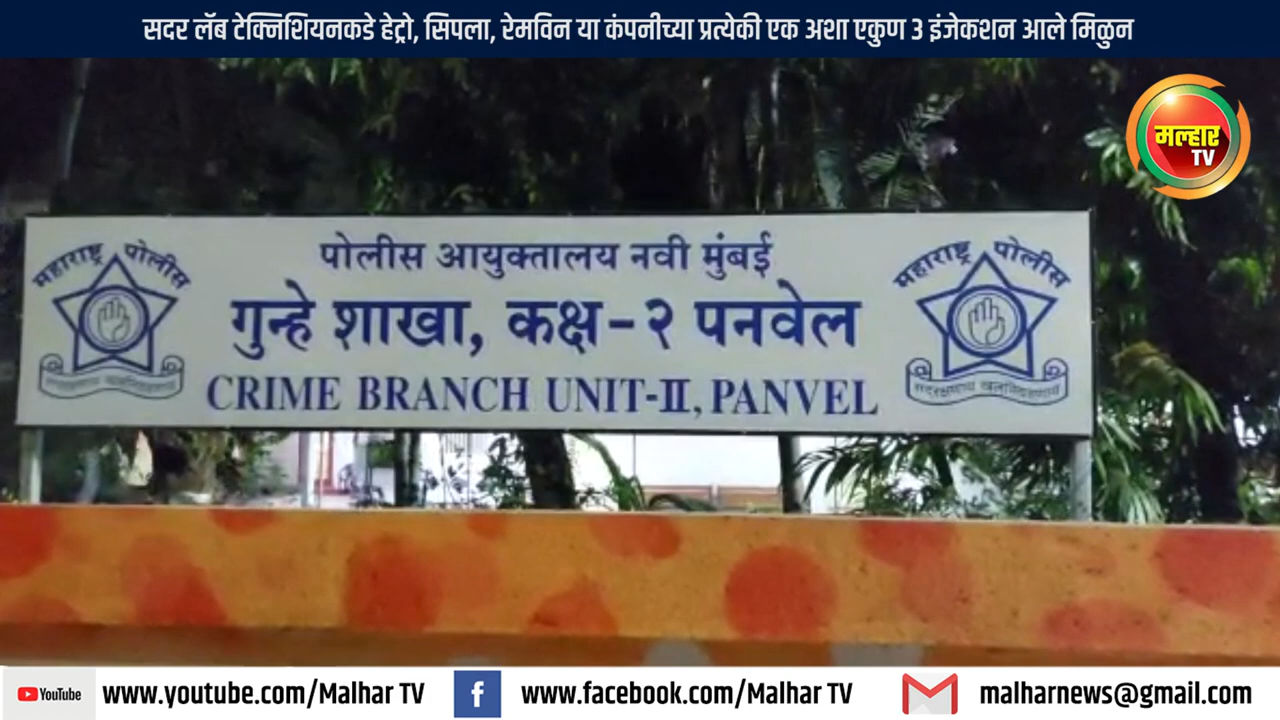 सदर लॅब टेक्निशियनकडे हेट्रो, सिपला, रेमविन या कंपनीच्या प्रत्येकी एक अशा एकुण 3 इंजेकशन आले मिळुन
मल्हार
TV
महाराष्ट्र पोलीस
पोलीस आयुक्तालय नवी मुंबई
महाराष्ट्र पोलीस
गुन्हे शाखा, कक्ष-२ पनवेल
CRIME BRANCH UNIT-II, PANVEL
YouTube www.youtube.com/Malhar TV f www.facebook.com/Malhar TV malharnews@gmail.com